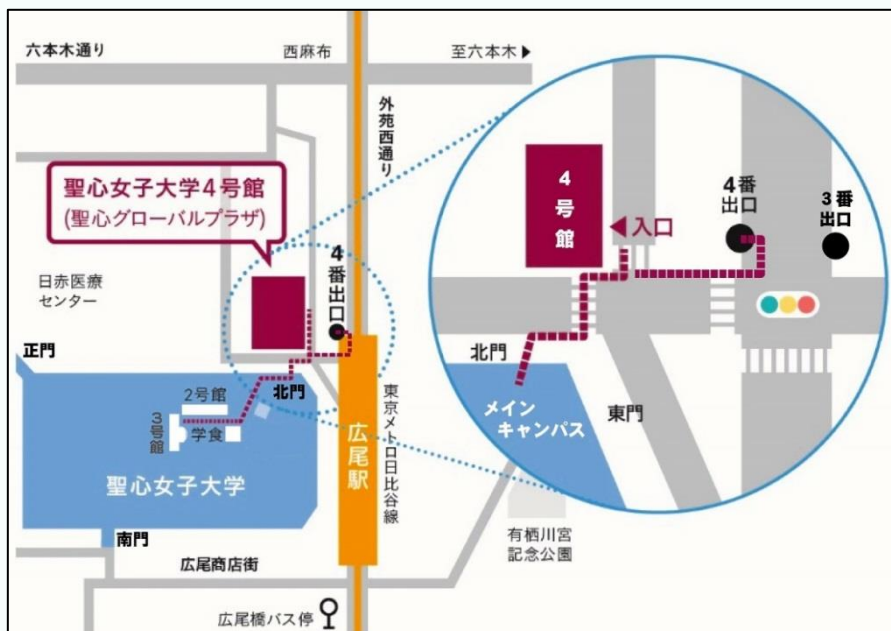 六本木通り
西麻布
至六本木▶
外苑西通り
聖心女子大学4号館
(聖心グローバルプラザ)
4番出口
日赤医療
センター
正門
北門
2号館
3号館
学食
聖心女子大学
南門
広尾駅
東京メトロ日比谷線
広尾商店街
広尾橋バス停
有栖川宮
記念公園
4号館
入口
4番
出口
3番
出口
北門
メイン
キャンパス
東門